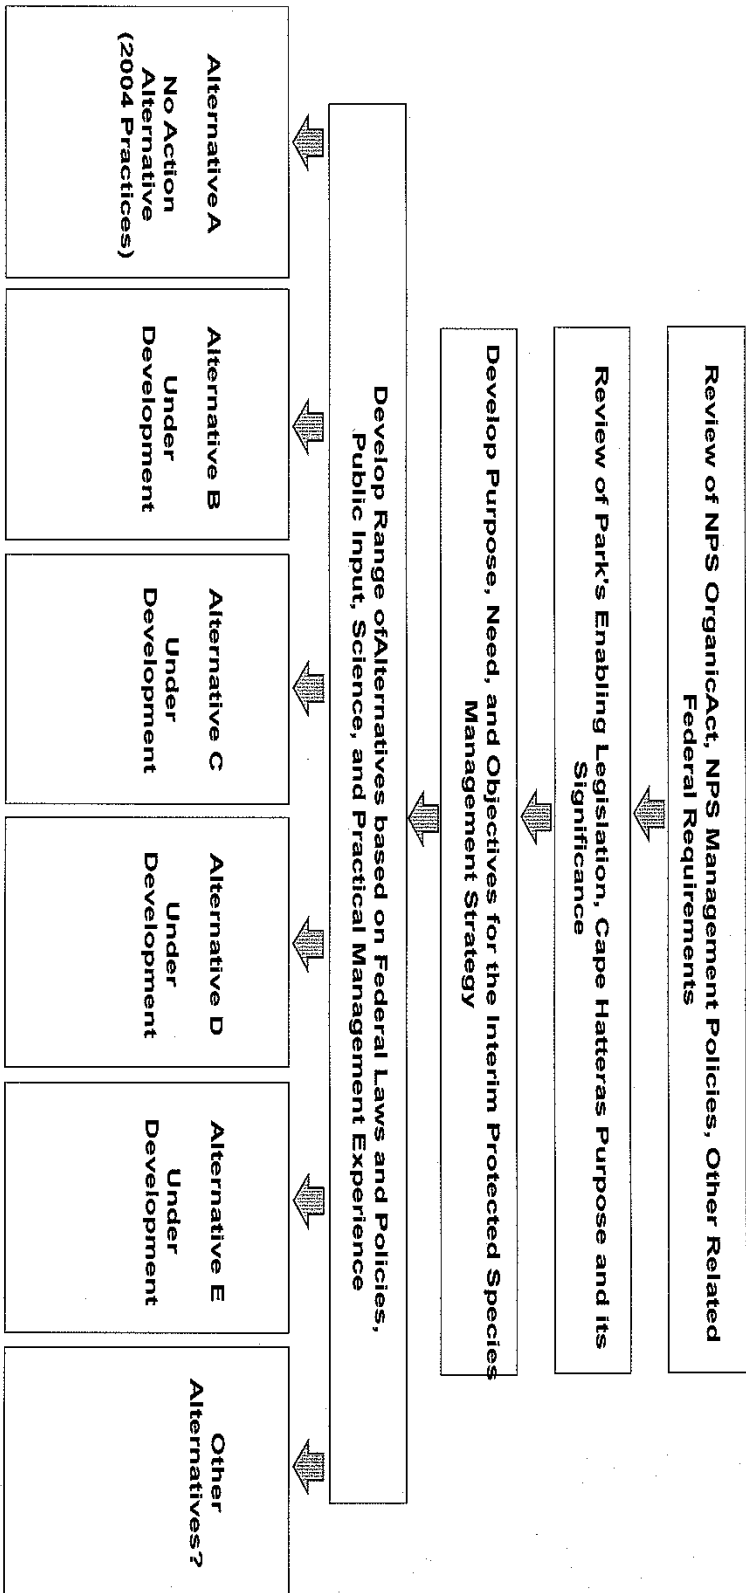 Review of NPS OrganicAct, NPS Management Policies, Other Related
Federal Requirements
Review of Park's Enabling Legislation, Cape Hatteras Purpose and its
Significance
Develop Purpose, Need, and Objectives for the Interim Protected Species
Management Strategy
Develop Range ofAlternatives based on Federal Laws and Policies,
Public Input, Science, and Practical Management Experience
Alternative A
No Action
Alternative
(2004 Practices)
Alternative B
Under
Development
Alternative C
Under
Development
Alternative D
Under
Development
Alternative E
Under
Development
Other
Alternatives?